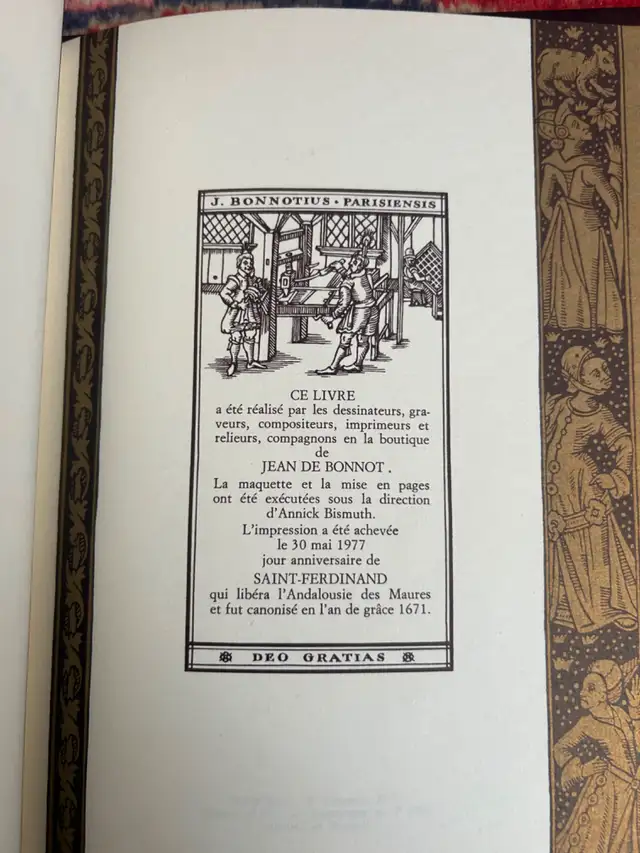 J. BONNOTIUS · PARISIENSIS
CE LIVRE
a été réalisé par les dessinateurs, gra-
veurs, compositeurs, imprimeurs et
relieurs, compagnons en la boutique
de
JEAN DE BONNOT.
La maquette et la mise en pages
ont été exécutées sous la direction
d'Annick Bismuth.
L'impression a été achevée
le 30 mai 1977
jour anniversaire de
SAINT-FERDINAND
qui libéra l'Andalousie des Maures
et fut canonisé en l'an de grâce 1671.
DEO GRATIAS